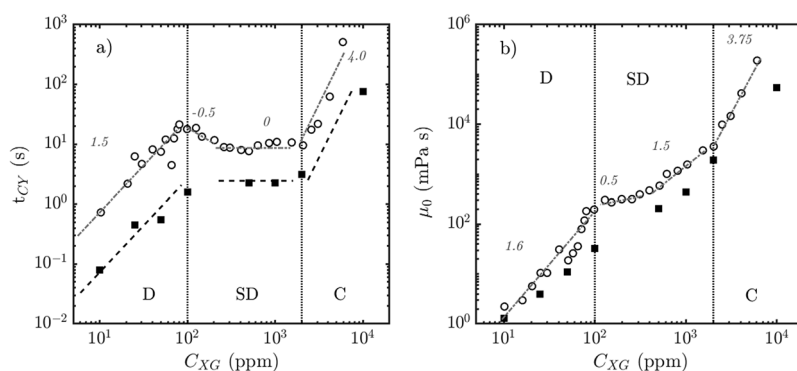 a)
10³
10²
10¹
10⁰
10⁻¹
10⁻²
t_CY (s)
1.5
-0.5
0
4.0
D
SD
C
10¹
10²
10³
10⁴
C_XG (ppm)
b)
10⁶
10⁴
10²
10⁰
μ₀ (mPa s)
D
SD
3.75
1.5
0.5
1.6
C
10¹
10²
10³
10⁴
C_XG (ppm)